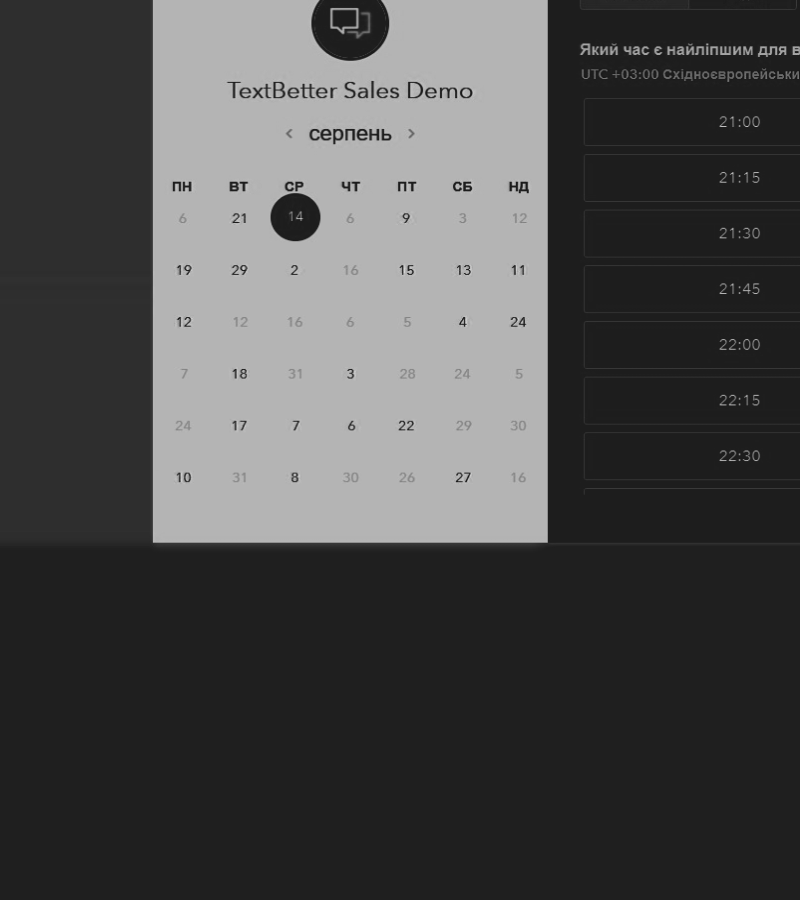 TextBetter Sales Demo
серпень
ПН ВТ СР ЧТ ПТ СБ НД
6 21 14 6 9 3 12
19 29 2 16 15 13 11
12 12 16 6 5 4 24
7 18 31 3 28 24 5
24 17 7 6 22 29 30
10 31 8 30 26 27 16
Який час є найліпшим для
UTC +03:00
21:00
21:15
21:30
21:45
22:00
22:15
22:30